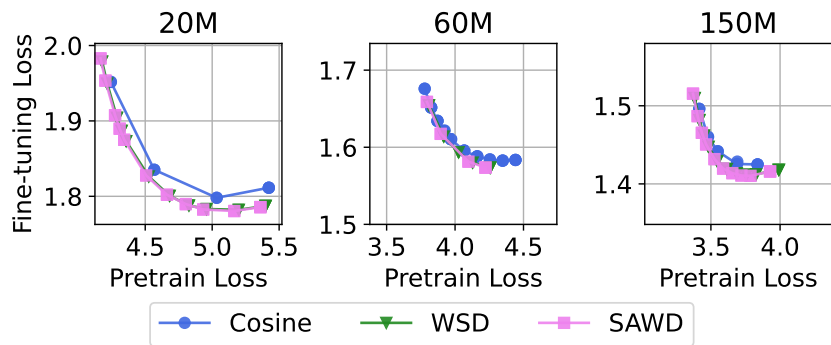 20M
60M
150M
Fine-tuning Loss
2.0
1.9
1.8
4.5 5.0 5.5
Pretrain Loss
1.7
1.6
1.5
3.5 4.0 4.5
Pretrain Loss
1.5
1.4
3.5 4.0
Pretrain Loss
Cosine WSD SAWD